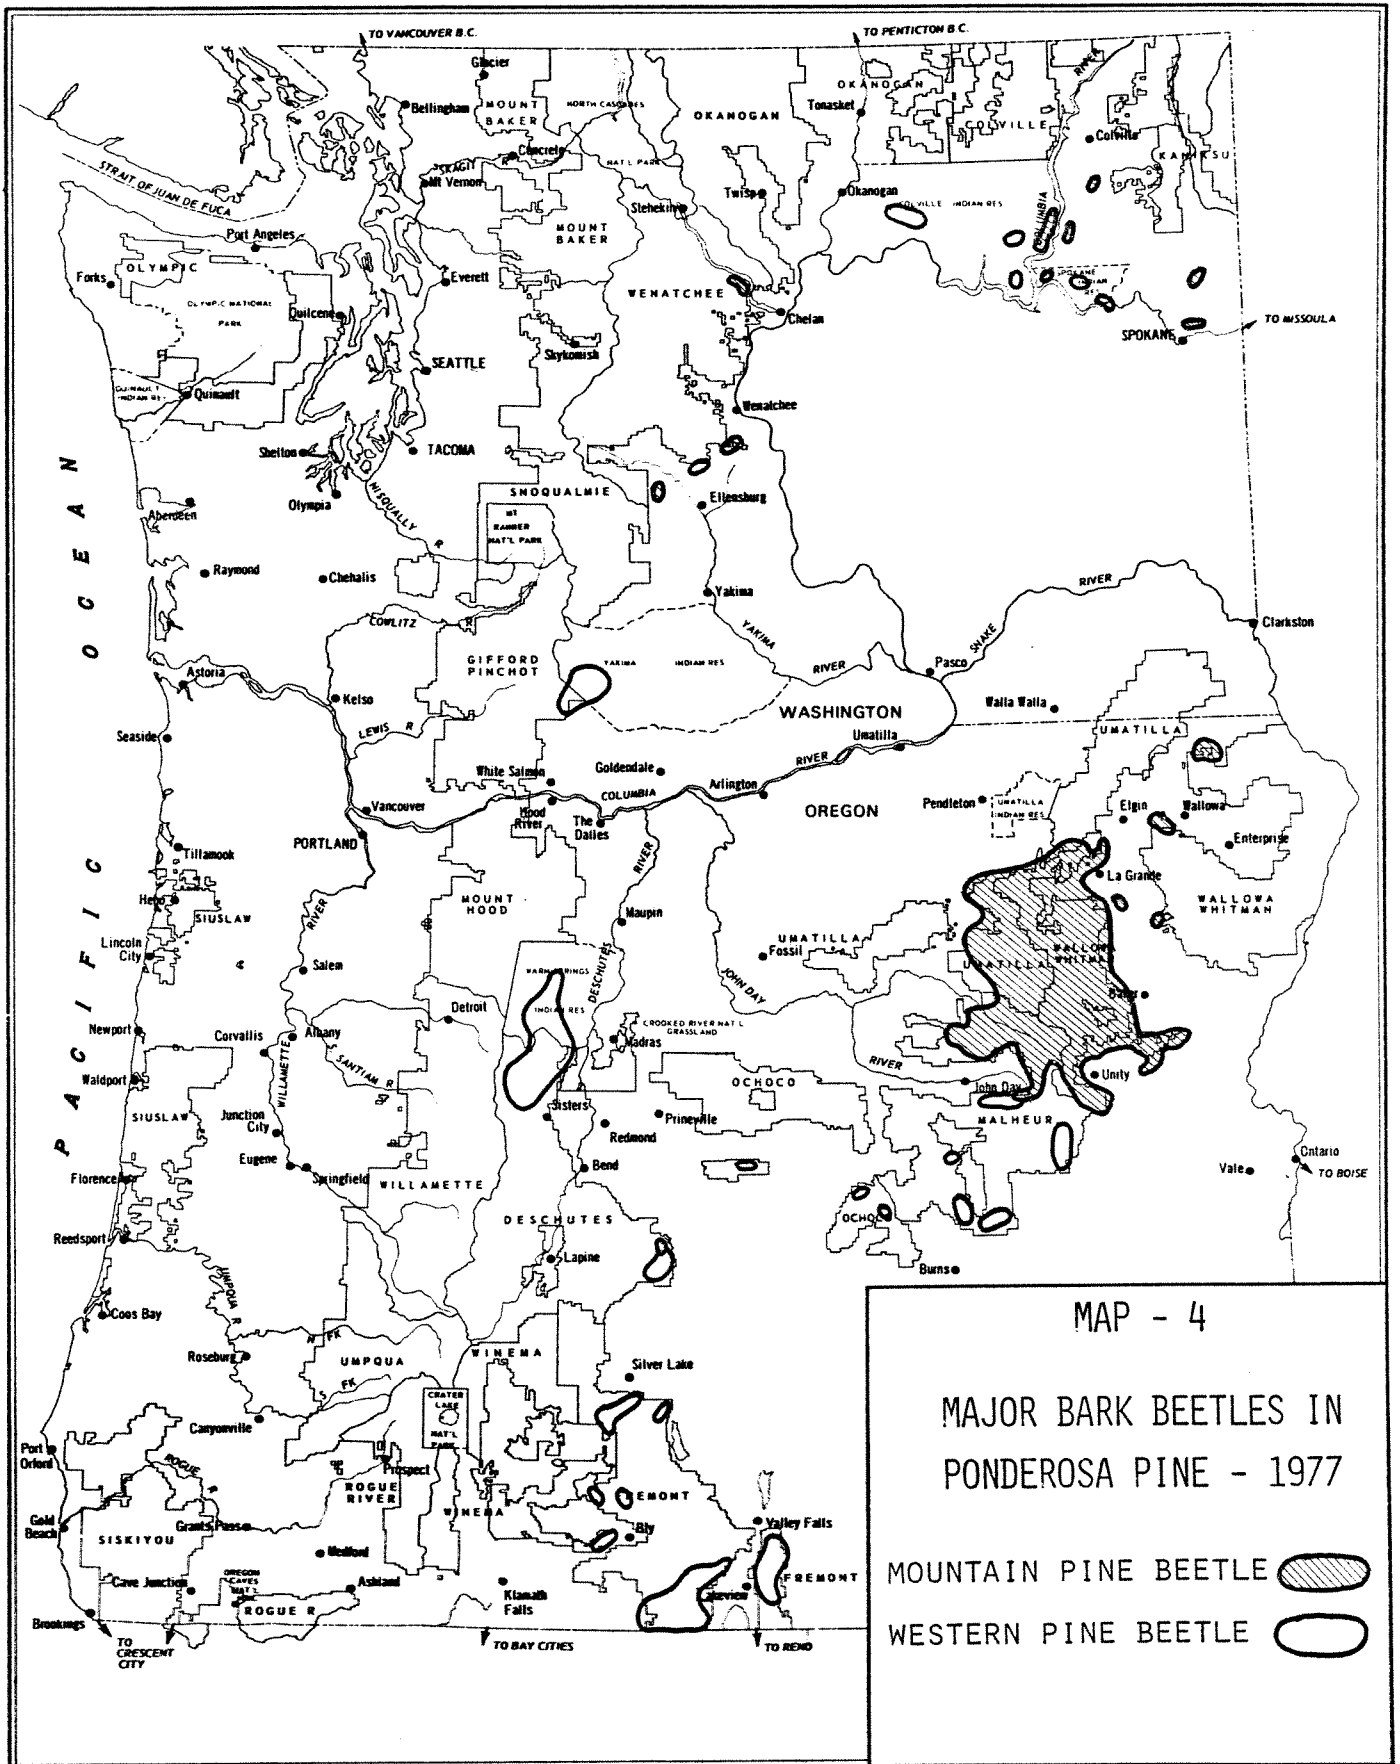 TO VANCOUVER B.C.
TO PENTICTON B.C.
Glacier
OKANOGAN
RIVER
Bellingham
MOUNT
BAKER
NORTH CASCADES
NAT'L PARK
OKANOGAN
Tonasket
COLVILLE
Colville
KANIKSU
Concrete
SKAGIT
R
Mt Vernon
STRAIT OF JUAN DE FUCA
Twisp
Okanogan
COLVILLE INDIAN RES
Stehekin
COLUMBIA
MOUNT
BAKER
Port Angeles
Forks
OLYMPIC
OLYMPIC NATIONAL
PARK
Everett
WENATCHEE
SPOKANE
INDIAN
RES
Quilcene
Chelan
SPOKANE
TO MISSOULA
Skykomish
SEATTLE
QUINAULT
INDIAN RES
Quinault
Wenatchee
Shelton
TACOMA
Olympia
NISQUALLY
R
SNOQUALMIE
Ellensburg
Aberdeen
MT
RANIER
NAT'L PARK
Raymond
Chehalis
Yakima
RIVER
SNAKE
Clarkston
COWLITZ
R
YAKIMA
RIVER
GIFFORD
PINCHOT
YAKIMA INDIAN RES
Pasco
Astoria
Kelso
Walla Walla
WASHINGTON
LEWIS R
Seaside
Umatilla
UMATILLA
White Salmon
Goldendale
RIVER
Arlington
COLUMBIA
Vancouver
Hood
River
The
Dalles
OREGON
Pendleton
UMATILLA
INDIAN RES
Elgin
Wallowa
Enterprise
PORTLAND
Tillamook
RIVER
La Grande
Hebo
SIUSLAW
MOUNT
HOOD
RIVER
Maupin
WALLOWA
WHITMAN
Lincoln
City
UMATILLA
Fossil
WALLOWA
WHITMAN
UMATILLA
Salem
WARM SPRINGS
INDIAN RES
DESCHUTES
JOHN DAY
Baker
Detroit
Newport
Corvallis
Albany
CROOKED RIVER NAT'L
GRASSLAND
Madras
SANTIAM R
WILLAMETTE
RIVER
Waldport
OCHOCO
John Day
Unity
SIUSLAW
Junction
City
Sisters
Redmond
Prineville
MALHEUR
Eugene
Springfield
Bend
Florence
WILLAMETTE
Vale
Ontario
TO BOISE
DESCHUTES
OCHOCO
Reedsport
Lapine
Burns
UMPQUA R
Coos Bay
N FK
Roseburg
UMPQUA
S FK
WINEMA
Silver Lake
CRATER
LAKE
NAT'L
PARK
Canyonville
Port
Orford
ROGUE R
Prospect
ROGUE
RIVER
WINEMA
FREMONT
Gold
Beach
Grants Pass
Bly
Valley Falls
SISKIYOU
Medford
OREGON
CAVES
NAT'L
Cave Junction
Ashland
Klamath
Falls
Lakeview
FREMONT
ROGUE R
Brookings
TO
CRESCENT
CITY
TO BAY CITIES
TO RENO
PACIFIC OCEAN
MAP - 4
MAJOR BARK BEETLES IN
PONDEROSA PINE - 1977
MOUNTAIN PINE BEETLE
WESTERN PINE BEETLE